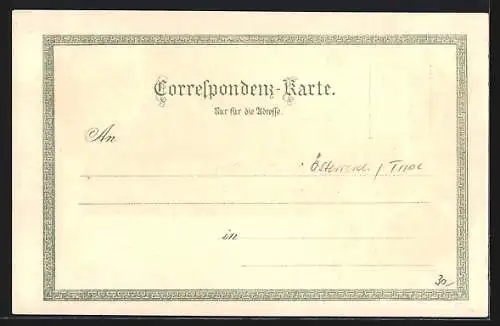 Correſpondenz-Karte.
Nur für die Adreſſe.
An
Österreich / Tirol
in
30,-